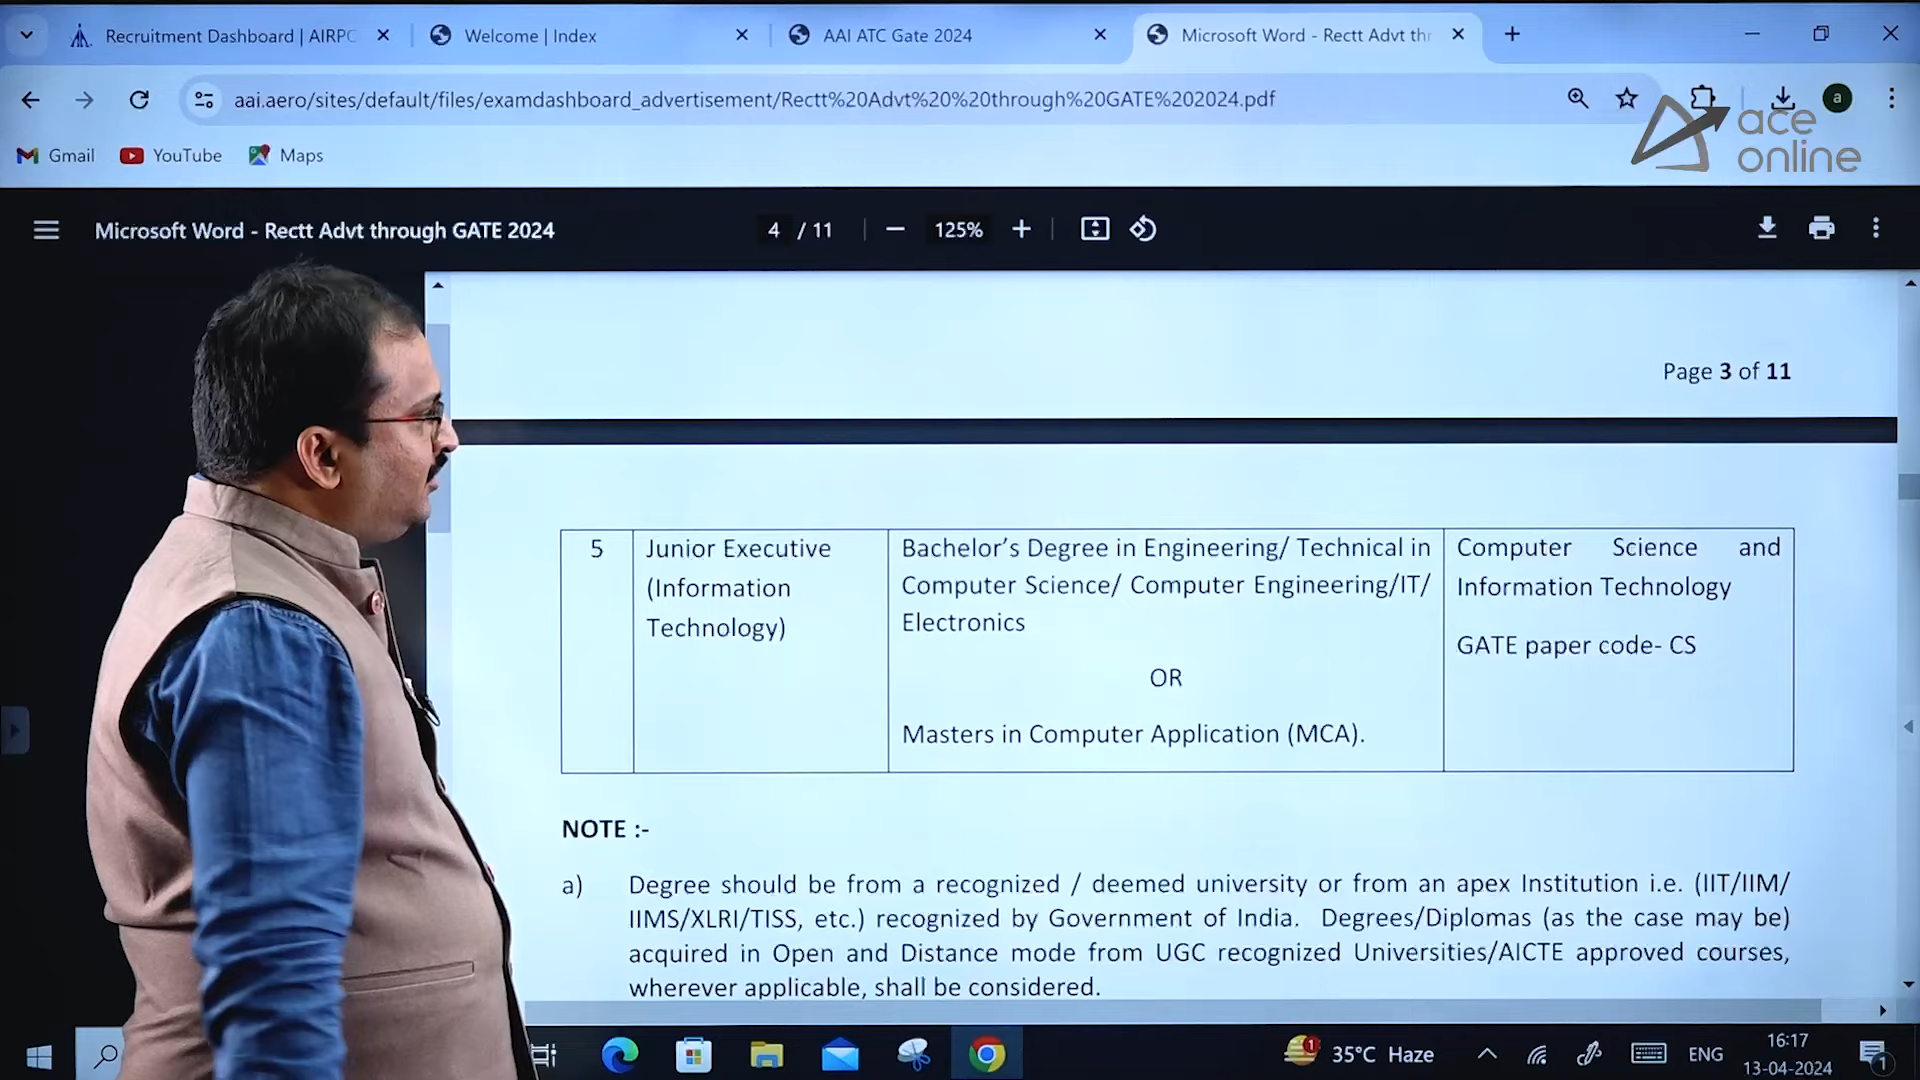 Recruitment Dashboard | AIRPO
Welcome | Index
AAI ATC Gate 2024
Microsoft Word - Rectt Advt thr
aai.aero/sites/default/files/examdashboard_advertisement/Rectt%20Advt%20%20through%20GATE%202024.pdf
a
Gmail
YouTube
Maps
ace
online
Microsoft Word - Rectt Advt through GATE 2024
4 / 11
125%
Page 3 of 11
5
Junior Executive
(Information
Technology)
Bachelor's Degree in Engineering/ Technical in
Computer Science/ Computer Engineering/IT/
Electronics
OR
Masters in Computer Application (MCA).
Computer Science and
Information Technology
GATE paper code- CS
NOTE :-
a) Degree should be from a recognized / deemed university or from an apex Institution i.e. (IIT/IIM/
IIMS/XLRI/TISS, etc.) recognized by Government of India. Degrees/Diplomas (as the case may be)
acquired in Open and Distance mode from UGC recognized Universities/AICTE approved courses,
wherever applicable, shall be considered.
1
35°C Haze
ENG
16:17
13-04-2024
1